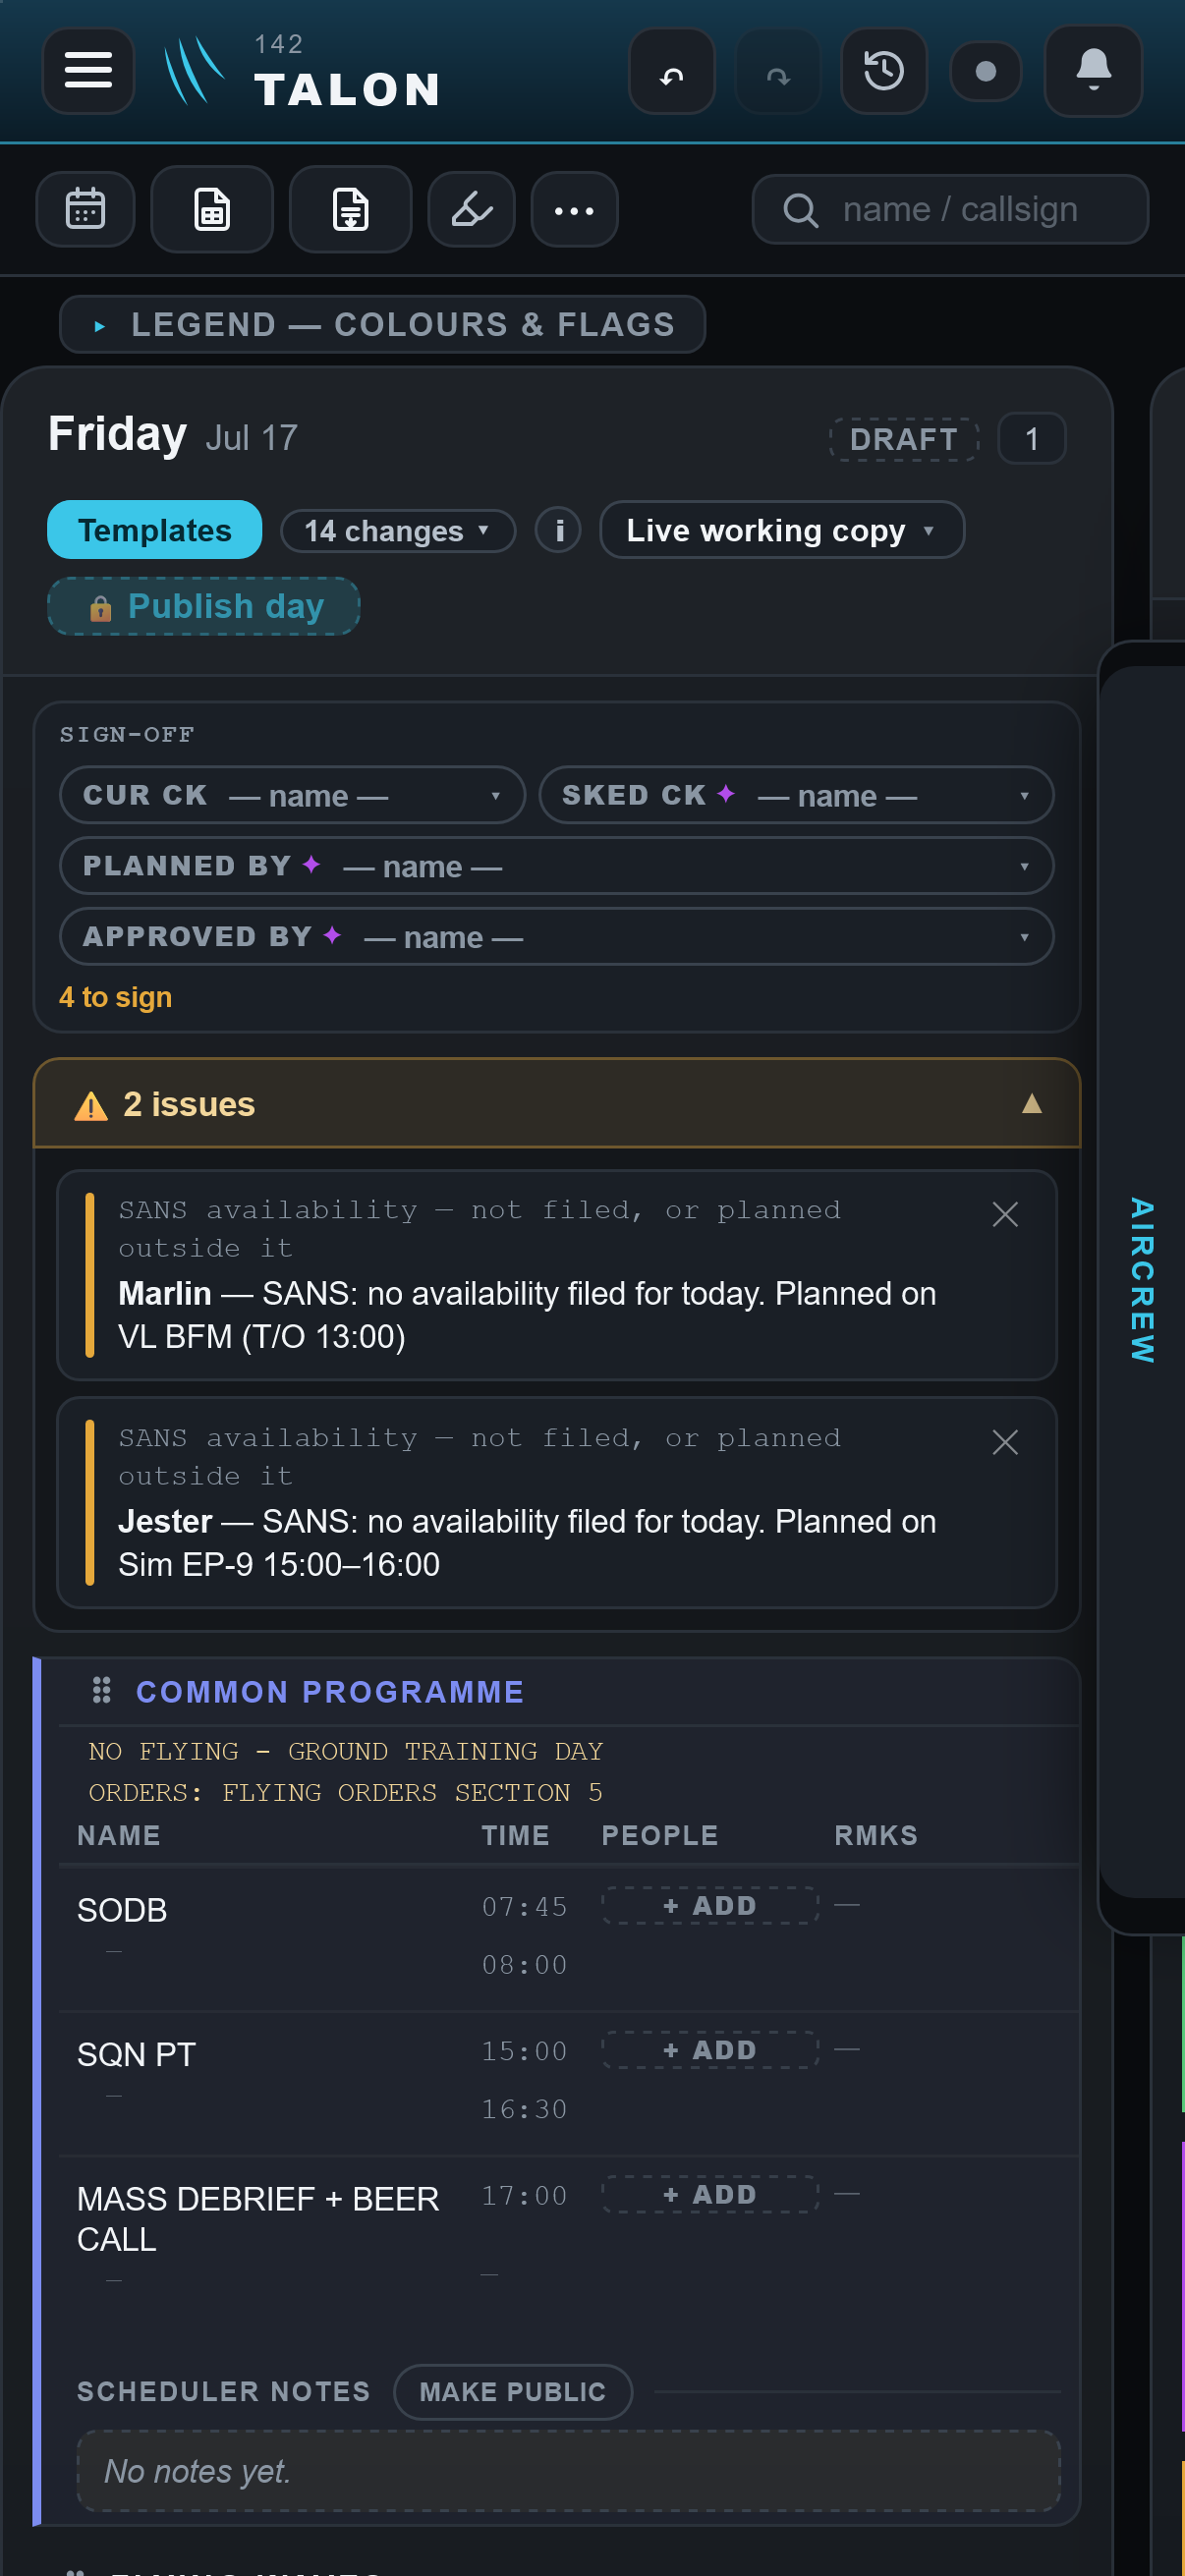 142
TALON
name / callsign
LEGEND — COLOURS & FLAGS
Friday Jul 17
DRAFT 1
Templates 14 changes i Live working copy
Publish day
SIGN-OFF
CUR CK — name — SKED CK — name —
PLANNED BY — name —
APPROVED BY — name —
4 to sign
2 issues
SANS availability — not filed, or planned
outside it
Marlin — SANS: no availability filed for today. Planned on
VL BFM (T/O 13:00)
SANS availability — not filed, or planned
outside it
Jester — SANS: no availability filed for today. Planned on
Sim EP-9 15:00–16:00
AIRCREW
COMMON PROGRAMME
NO FLYING - GROUND TRAINING DAY
ORDERS: FLYING ORDERS SECTION 5
NAME TIME PEOPLE RMKS
SODB 07:45 + ADD —
— 08:00
SQN PT 15:00 + ADD —
— 16:30
MASS DEBRIEF + BEER 17:00 + ADD —
CALL
— —
SCHEDULER NOTES MAKE PUBLIC
No notes yet.